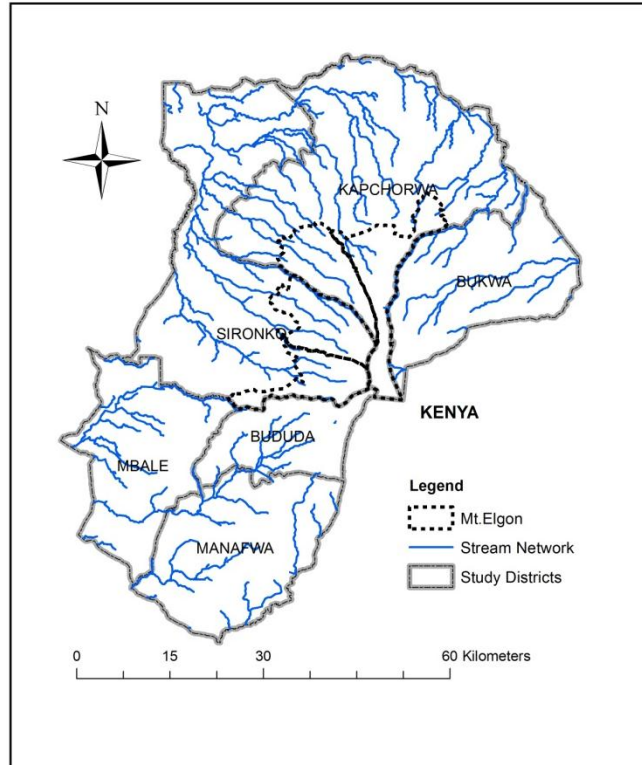 N
KAPCHORWA
BUKWA
SIRONKO
KENYA
BUDUDA
MBALE
MANAFWA
Legend
Mt.Elgon
Stream Network
Study Districts
0 15 30 60 Kilometers